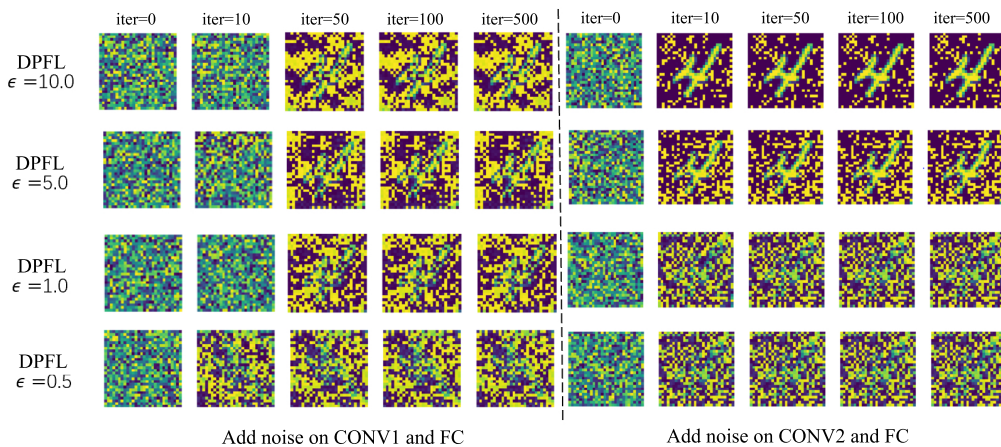 iter=0 iter=10 iter=50 iter=100 iter=500 iter=0 iter=10 iter=50 iter=100 iter=500
DPFL
ϵ =10.0
DPFL
ϵ =5.0
DPFL
ϵ =1.0
DPFL
ϵ =0.5
Add noise on CONV1 and FC Add noise on CONV2 and FC